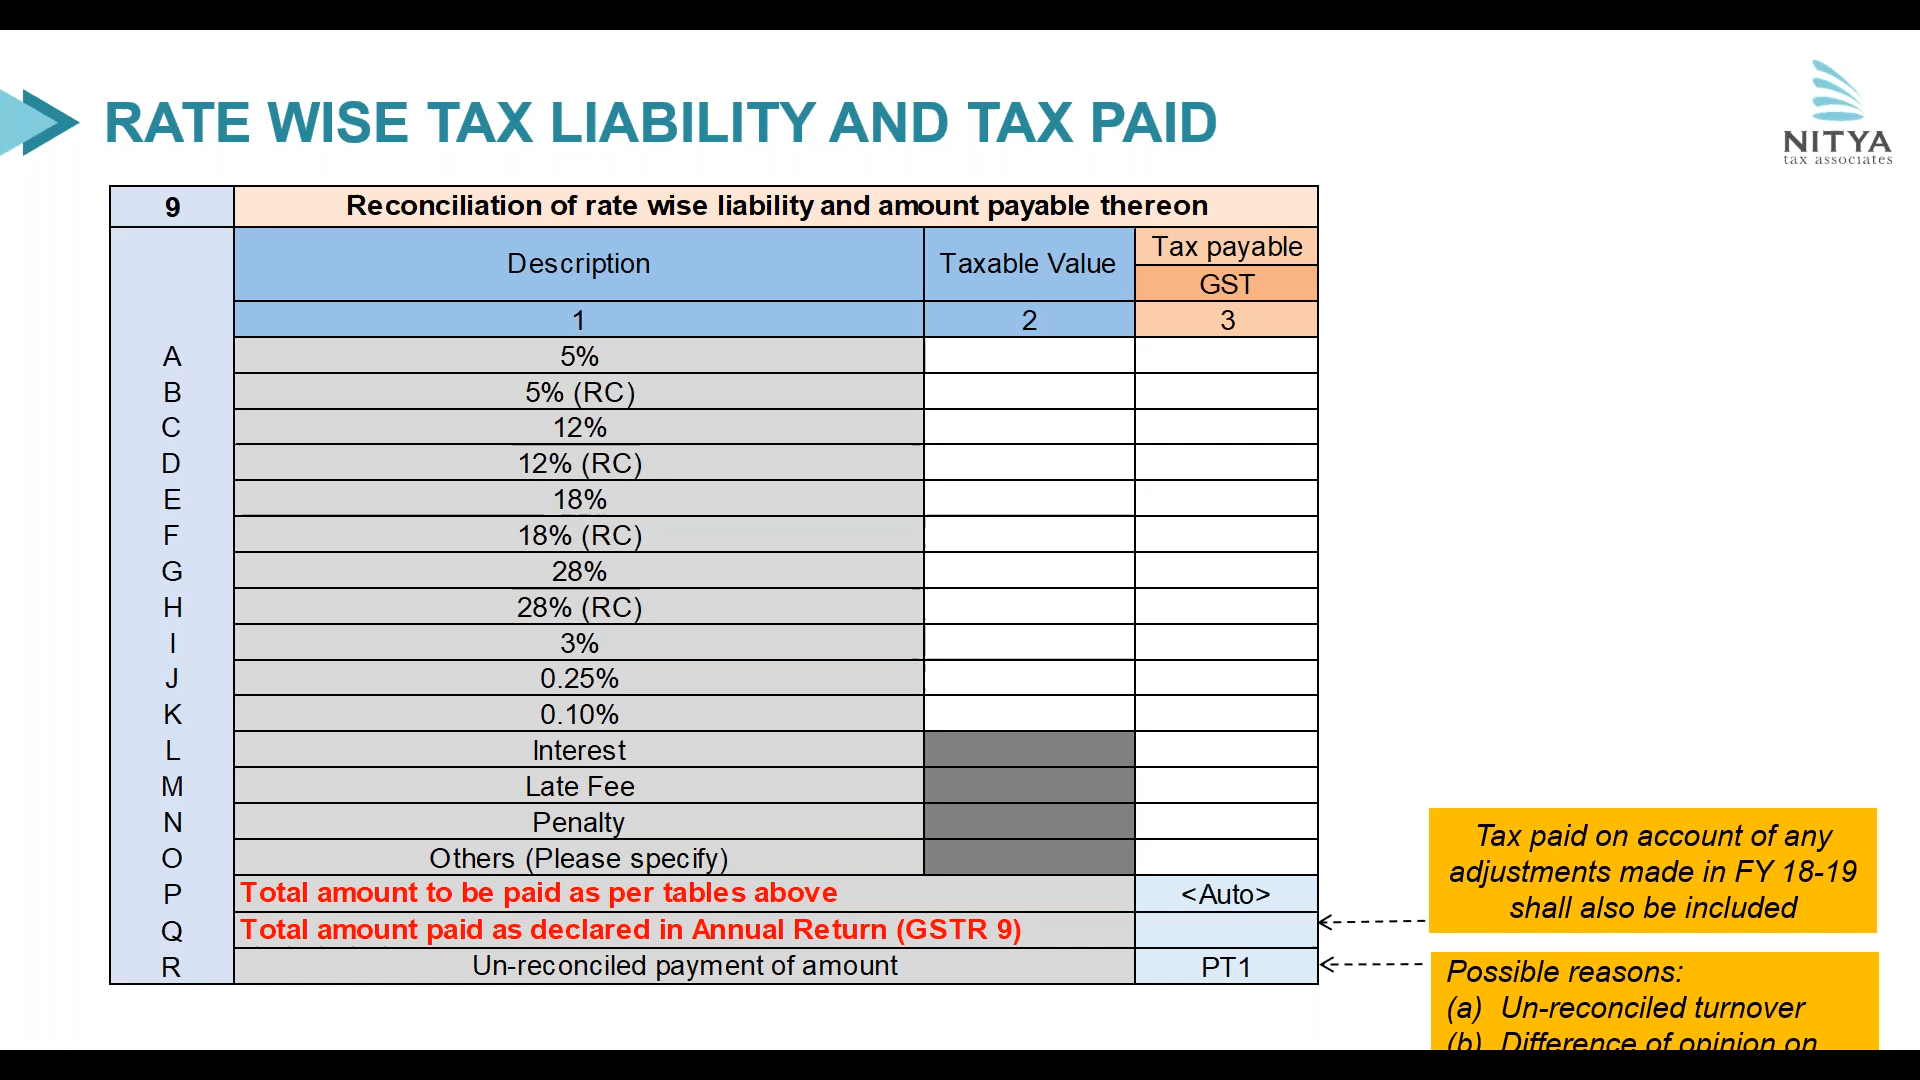 RATE WISE TAX LIABILITY AND TAX PAID
NITYA
tax associates
9 Reconciliation of rate wise liability and amount payable thereon
Description Taxable Value Tax payable
GST
1 2 3
A 5%
B 5% (RC)
C 12%
D 12% (RC)
E 18%
F 18% (RC)
G 28%
H 28% (RC)
I 3%
J 0.25%
K 0.10%
L Interest
M Late Fee
N Penalty
O Others (Please specify)
P Total amount to be paid as per tables above <Auto>
Q Total amount paid as declared in Annual Return (GSTR 9)
R Un-reconciled payment of amount PT1
Tax paid on account of any
adjustments made in FY 18-19
shall also be included
Possible reasons:
(a) Un-reconciled turnover
(b) Difference of opinion on